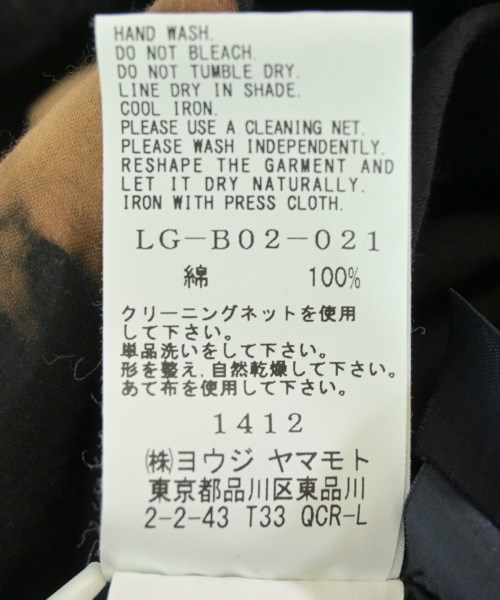 HAND WASH.
DO NOT BLEACH.
DO NOT TUMBLE DRY.
LINE DRY IN SHADE.
COOL IRON.
PLEASE USE A CLEANING NET.
PLEASE WASH INDEPENDENTLY.
RESHAPE THE GARMENT AND
LET IT DRY NATURALLY.
IRON WITH PRESS CLOTH.
LG-B02-021
綿 100%
クリーニングネットを使用
して下さい。
単品洗いをして下さい。
形を整え,自然乾燥して下さい。
あて布を使用して下さい。
1412
㈱ヨウジ ヤマモト
東京都品川区東品川
2-2-43 T33 QCR-L